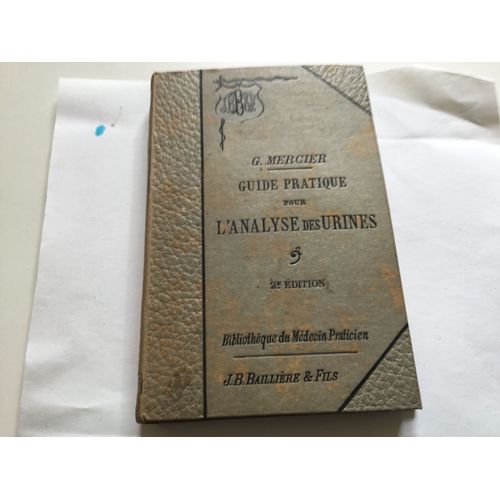 G. MERCIER
GUIDE PRATIQUE
POUR
L'ANALYSE DES URINES
2E ÉDITION
Bibliothèque du Médecin Praticien
J.B. BAILLIÈRE & FILS